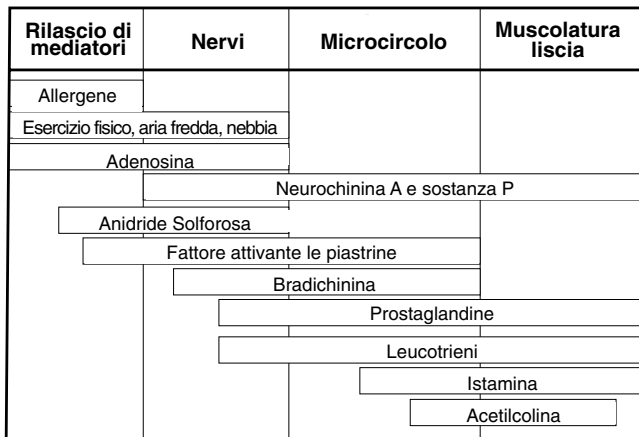 Rilascio di
mediatori
Nervi
Microcircolo
Muscolatura
liscia
Allergene
Esercizio fisico, aria fredda, nebbia
Adenosina
Neurochinina A e sostanza P
Anidride Solforosa
Fattore attivante le piastrine
Bradichinina
Prostaglandine
Leucotrieni
Istamina
Acetilcolina